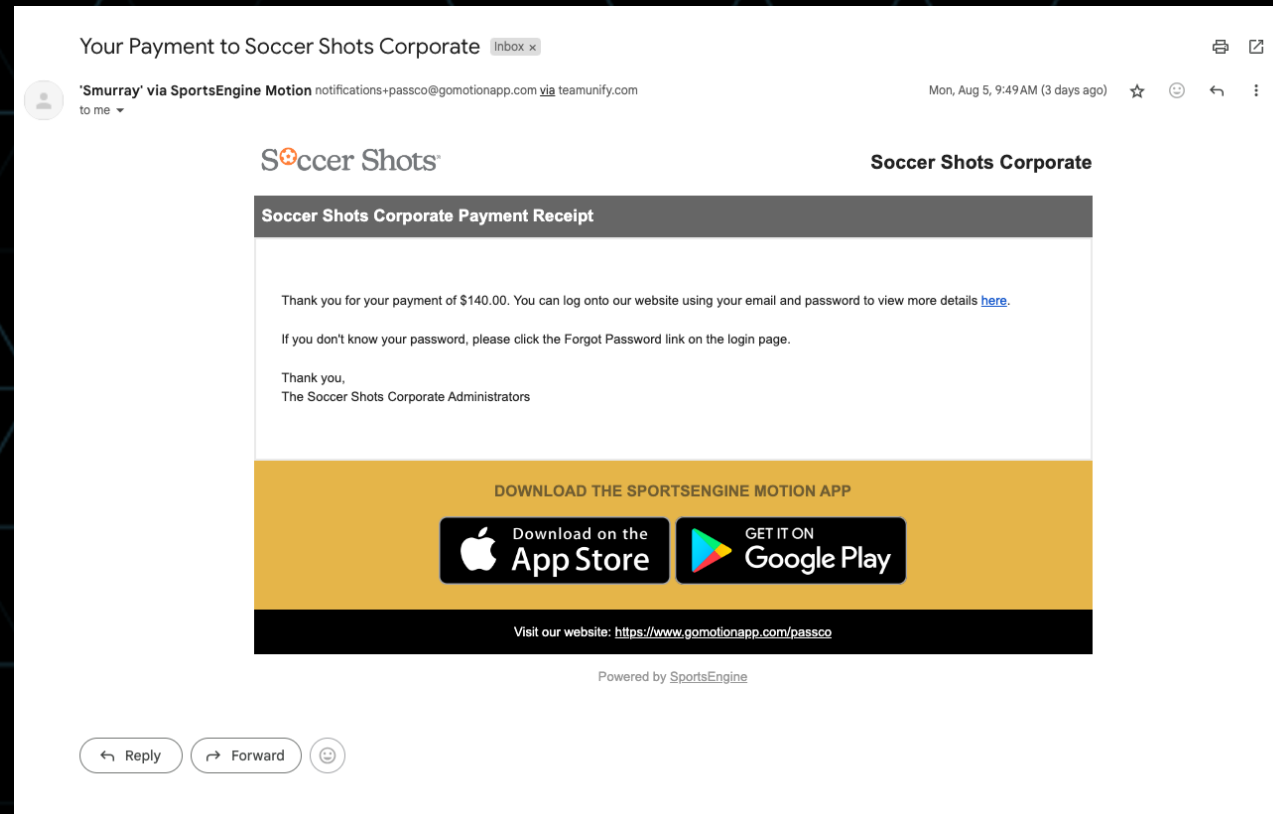 Your Payment to Soccer Shots Corporate Inbox ×
'Smurray' via SportsEngine Motion notifications+passco@gomotionapp.com via teamunify.com Mon, Aug 5, 9:49 AM (3 days ago)
to me
Soccer Shots
Soccer Shots Corporate
Soccer Shots Corporate Payment Receipt
Thank you for your payment of $140.00. You can log onto our website using your email and password to view more details here.
If you don't know your password, please click the Forgot Password link on the login page.
Thank you,
The Soccer Shots Corporate Administrators
DOWNLOAD THE SPORTSENGINE MOTION APP
Download on the
App Store
GET IT ON
Google Play
Visit our website: https://www.gomotionapp.com/passco
Powered by SportsEngine
Reply Forward